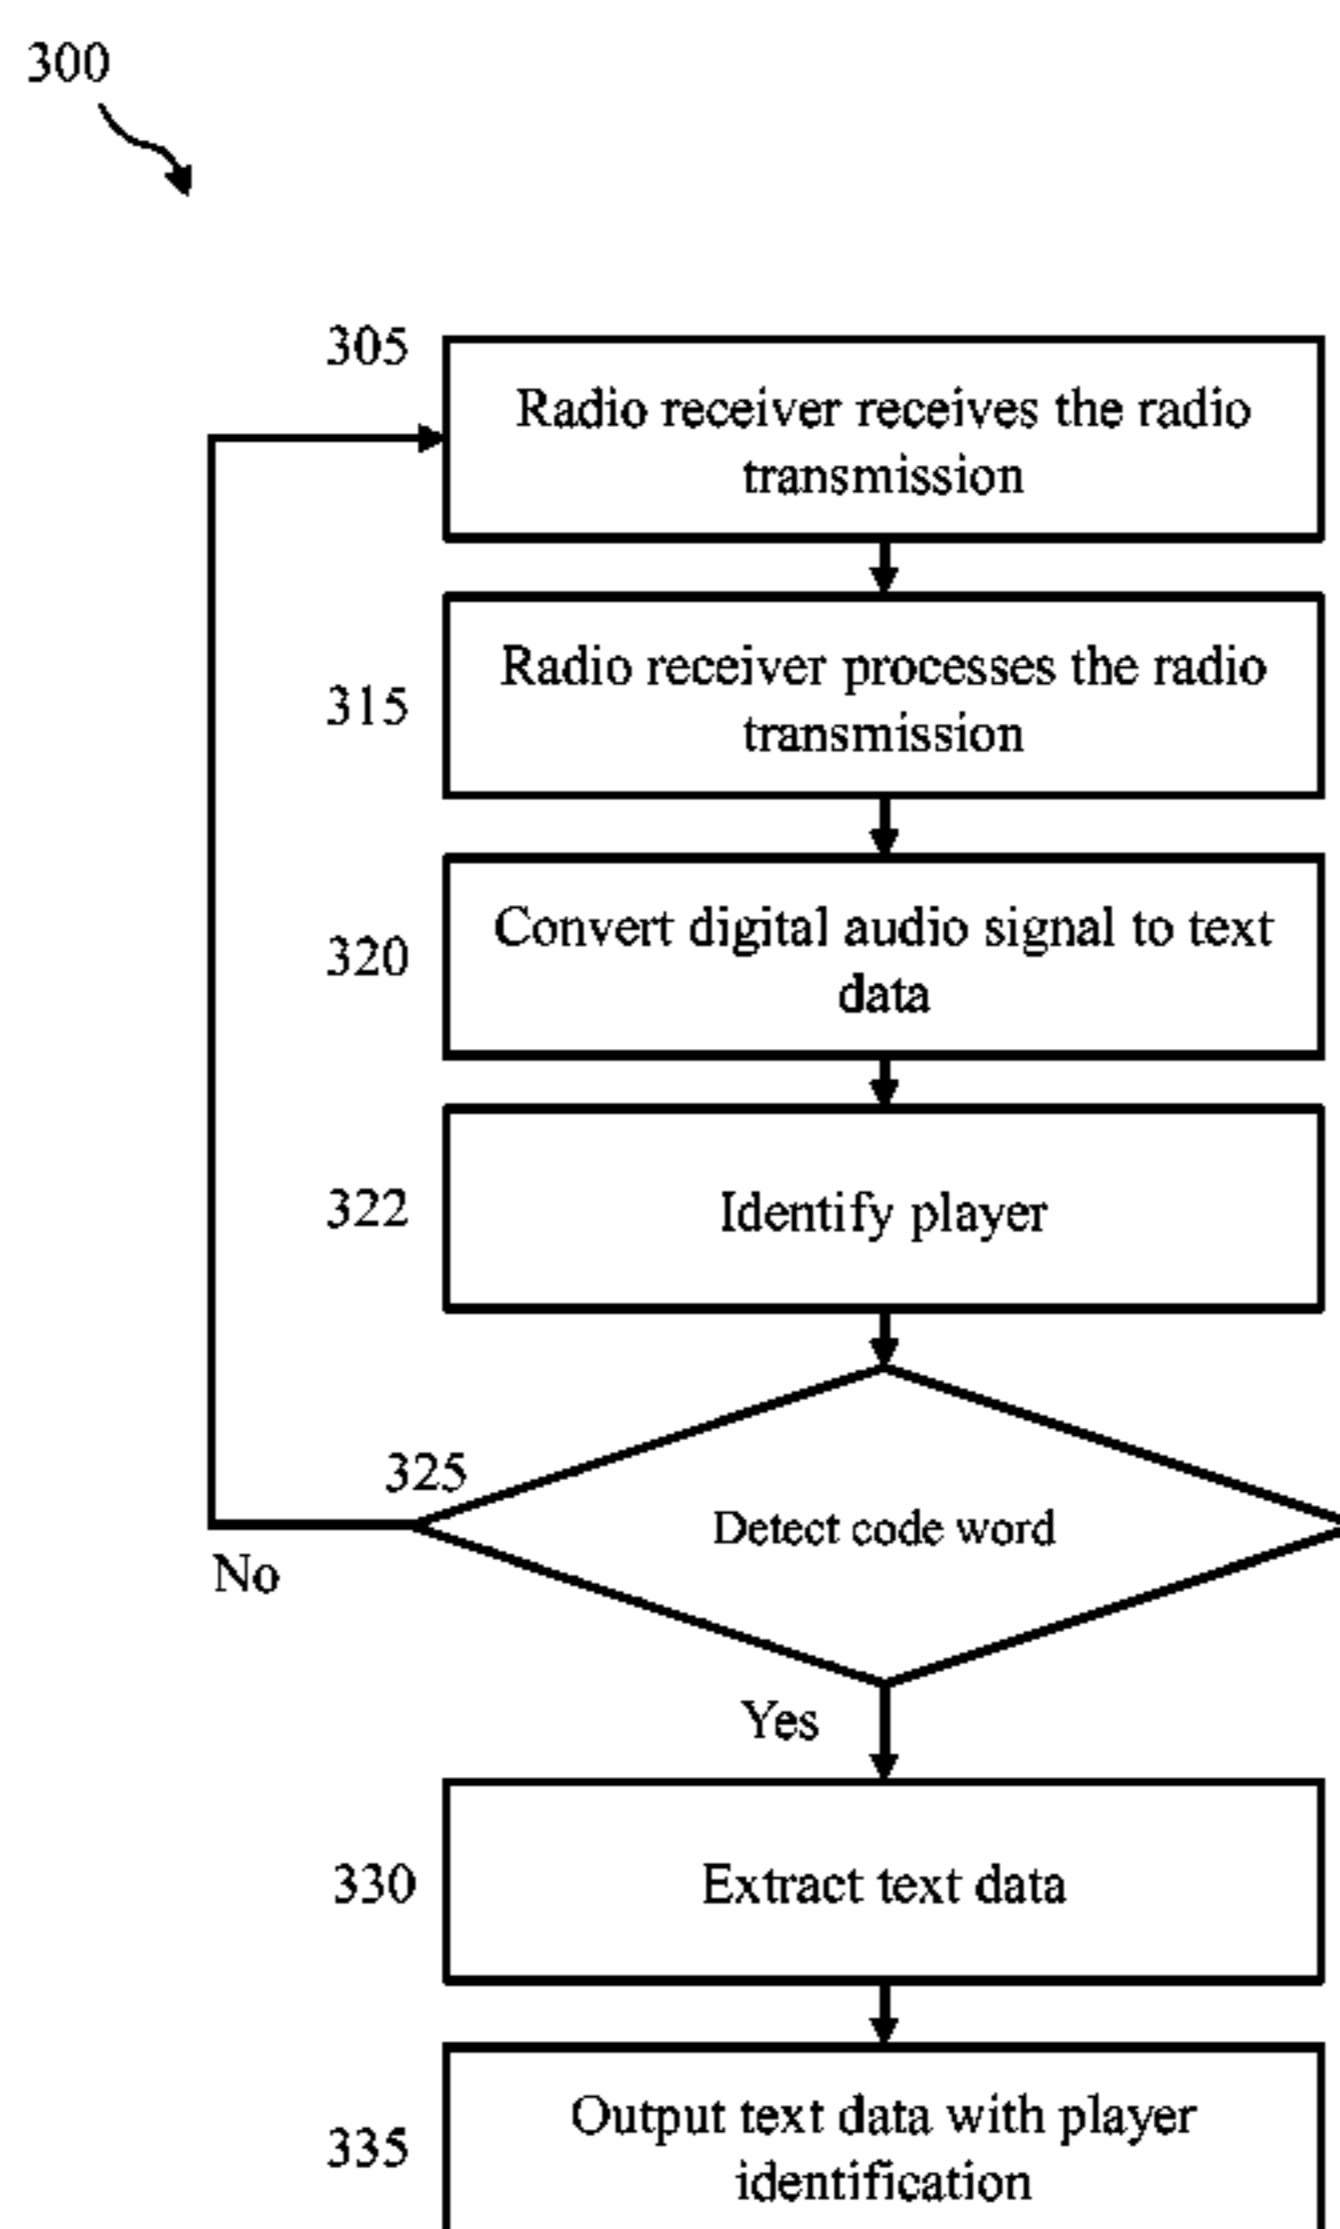 300
305
Radio receiver receives the radio
transmission
315
Radio receiver processes the radio
transmission
320
Convert digital audio signal to text
data
322
Identify player
325
Detect code word
No
Yes
330
Extract text data
335
Output text data with player
identification